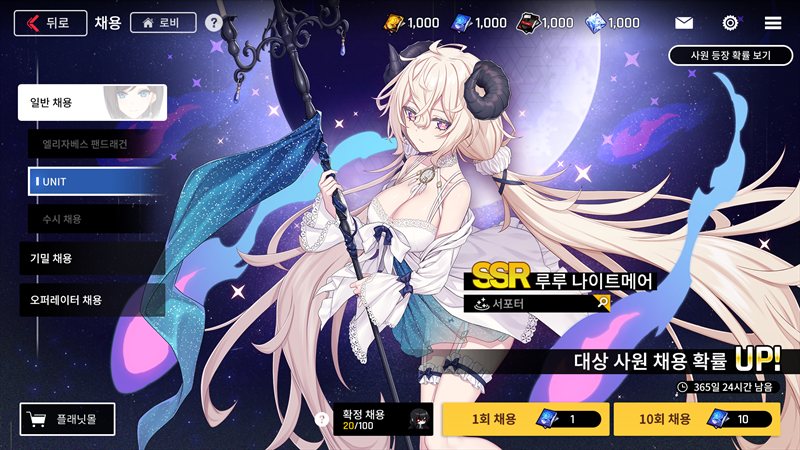 뒤로
채용
로비
?
1,000
1,000
1,000
1,000
사원 등장 확률 보기
일반 채용
엘리자베스 팬드래건
UNIT
수시 채용
기밀 채용
오퍼레이터 채용
SSR 루루 나이트메어
서포터
대상 사원 채용 확률 UP!
365일 24시간 남음
플래닛몰
?
확정 채용
20/100
1회 채용
1
10회 채용
10